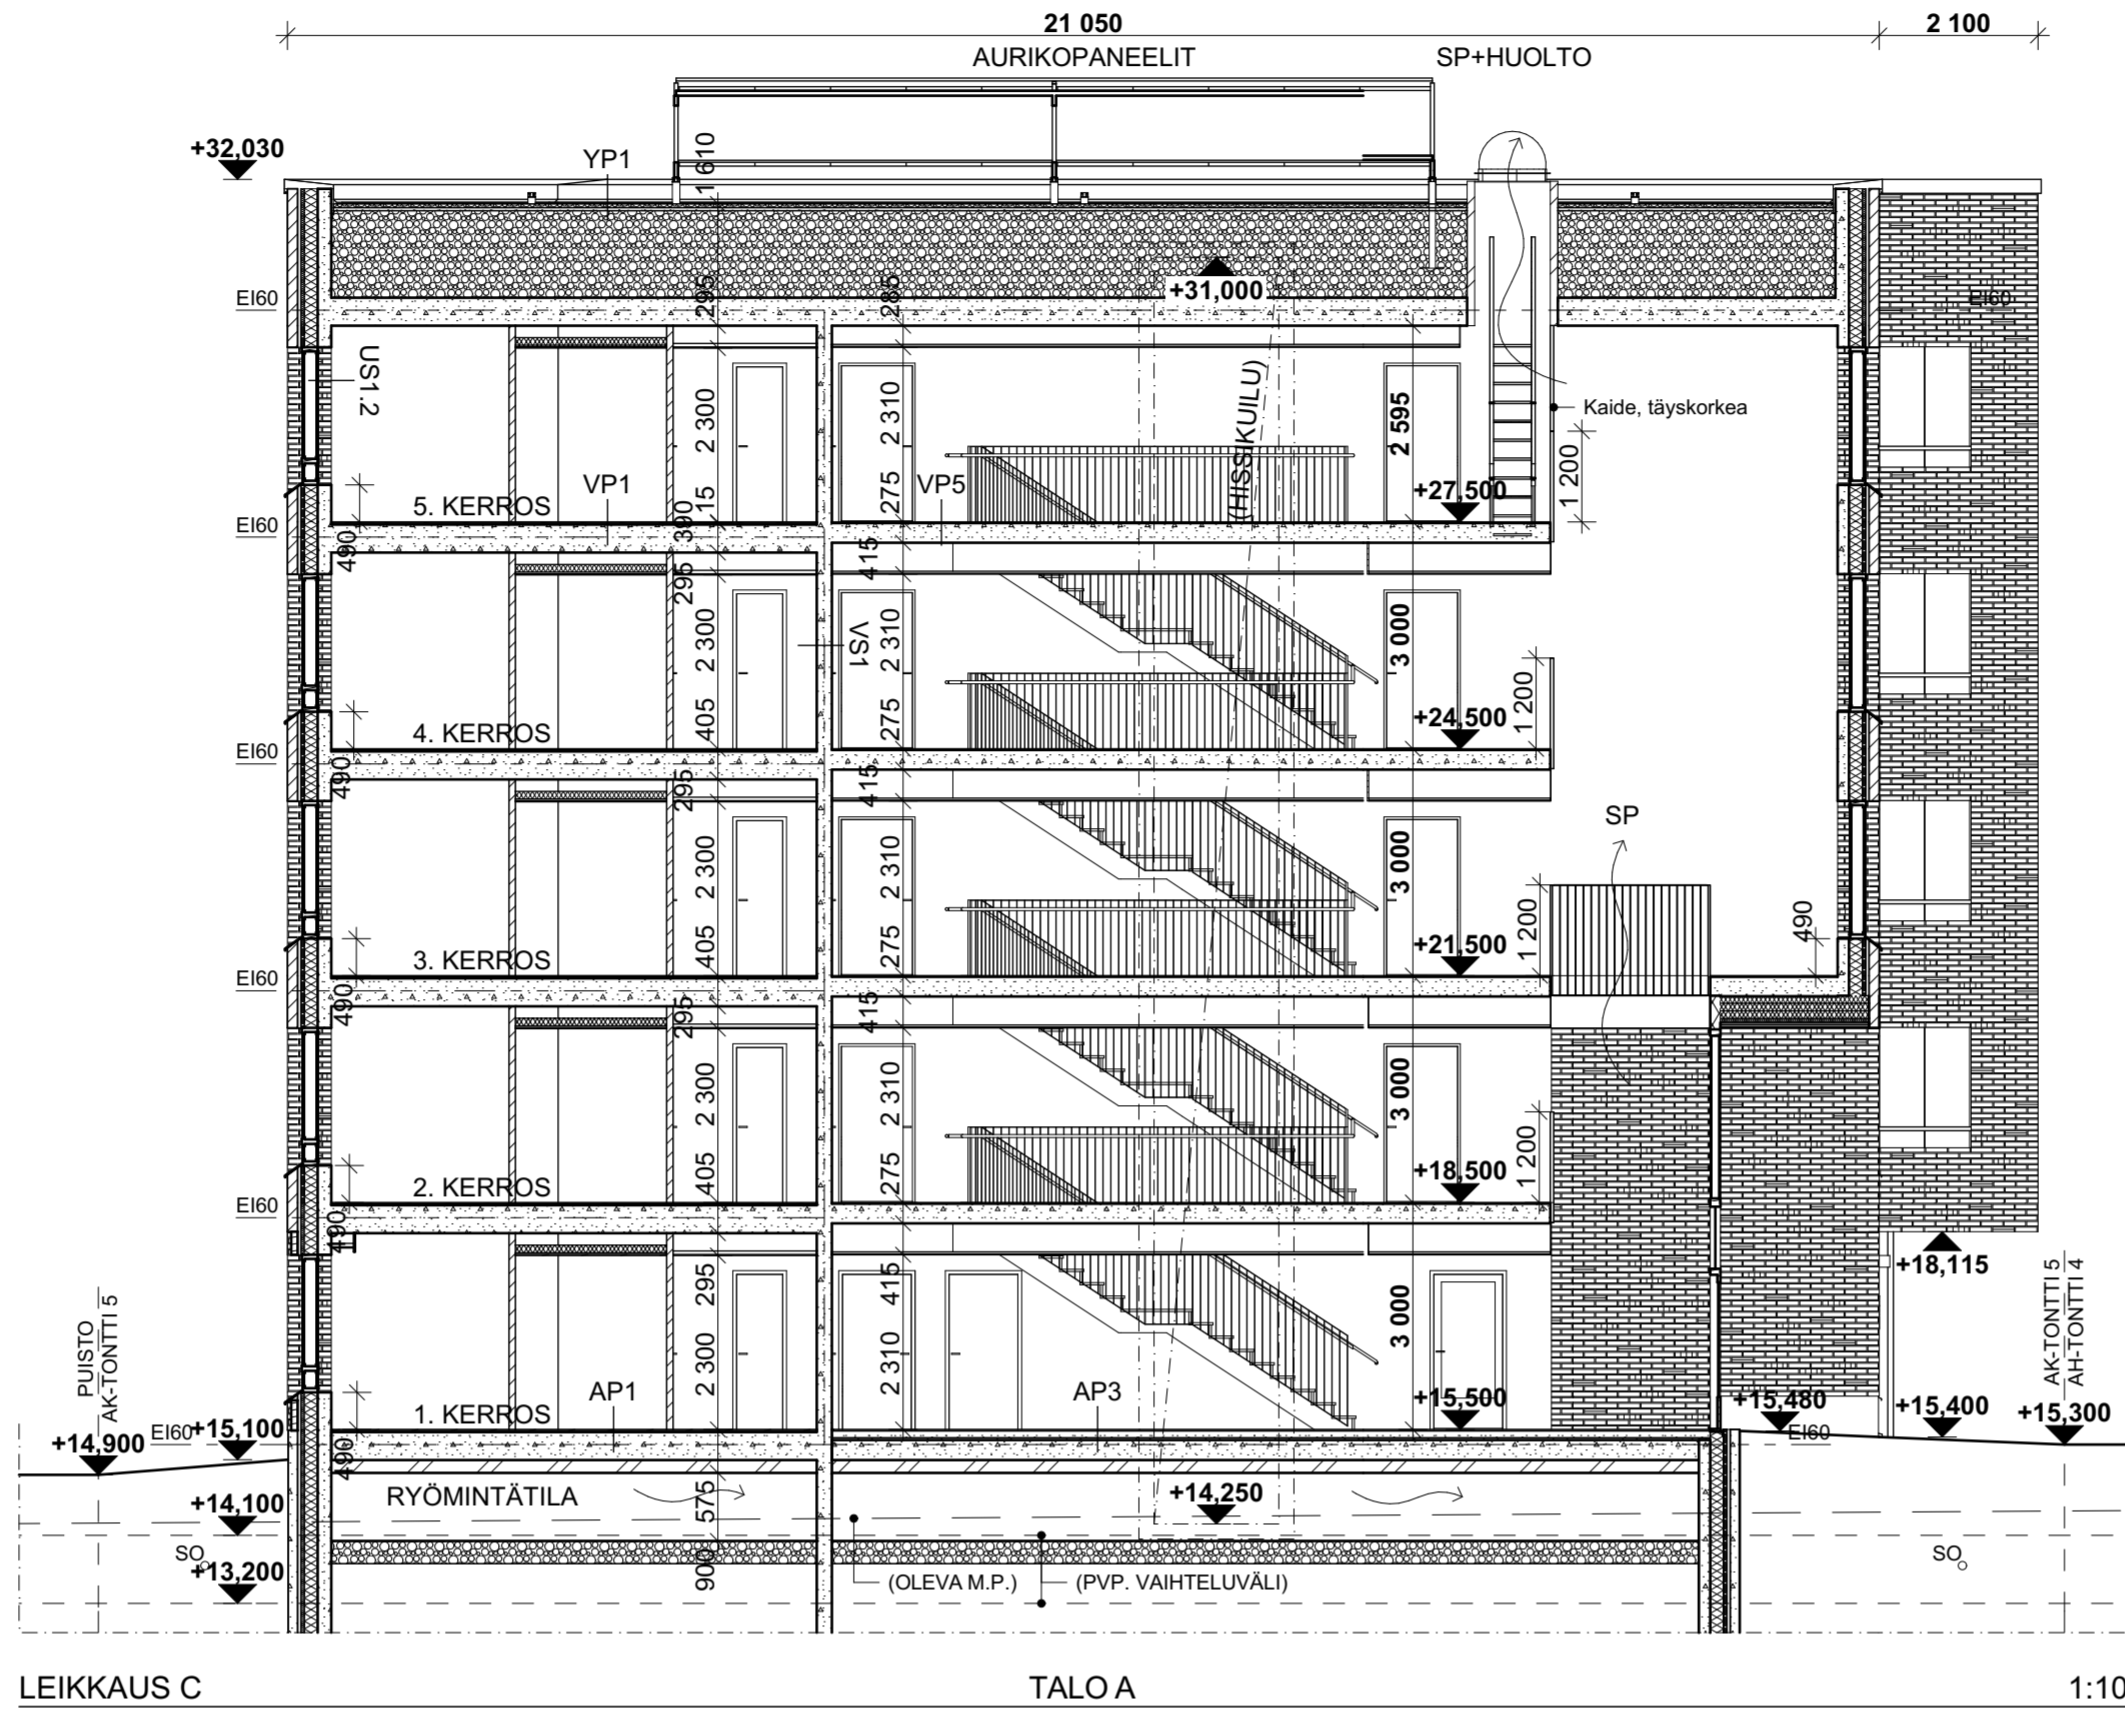 21 050
2 100
AURIKOPANEELIT
SP+HUOLTO
+32,030
YP1
1 610
EI60
295
285
+31,000
EI60
US1.2
2 300
2 310
(HISSIKUILU)
2 595
Kaide, täyskorkea
1 200
5. KERROS
VP1
15
275
VP5
+27,500
EI60
490
390
295
415
2 300
VS1
2 310
3 000
1 200
4. KERROS
405
275
+24,500
EI60
490
295
415
SP
2 300
2 310
3 000
1 200
490
3. KERROS
405
275
+21,500
EI60
490
295
415
2 300
2 310
3 000
1 200
2. KERROS
405
275
+18,500
EI60
490
295
415
3 000
+18,115
PUISTO
AK-TONTTI 5
AK-TONTTI 5
AH-TONTTI 4
2 300
2 310
1. KERROS
AP1
AP3
+15,500
+15,480
+15,400
+15,300
EI60
+14,900
EI60
+15,100
490
RYÖMINTÄTILA
575
+14,250
+14,100
SO
SO
+13,200
900
(OLEVA M.P.)
(PVP. VAIHTELUVÄLI)
LEIKKAUS C
TALO A
1:10